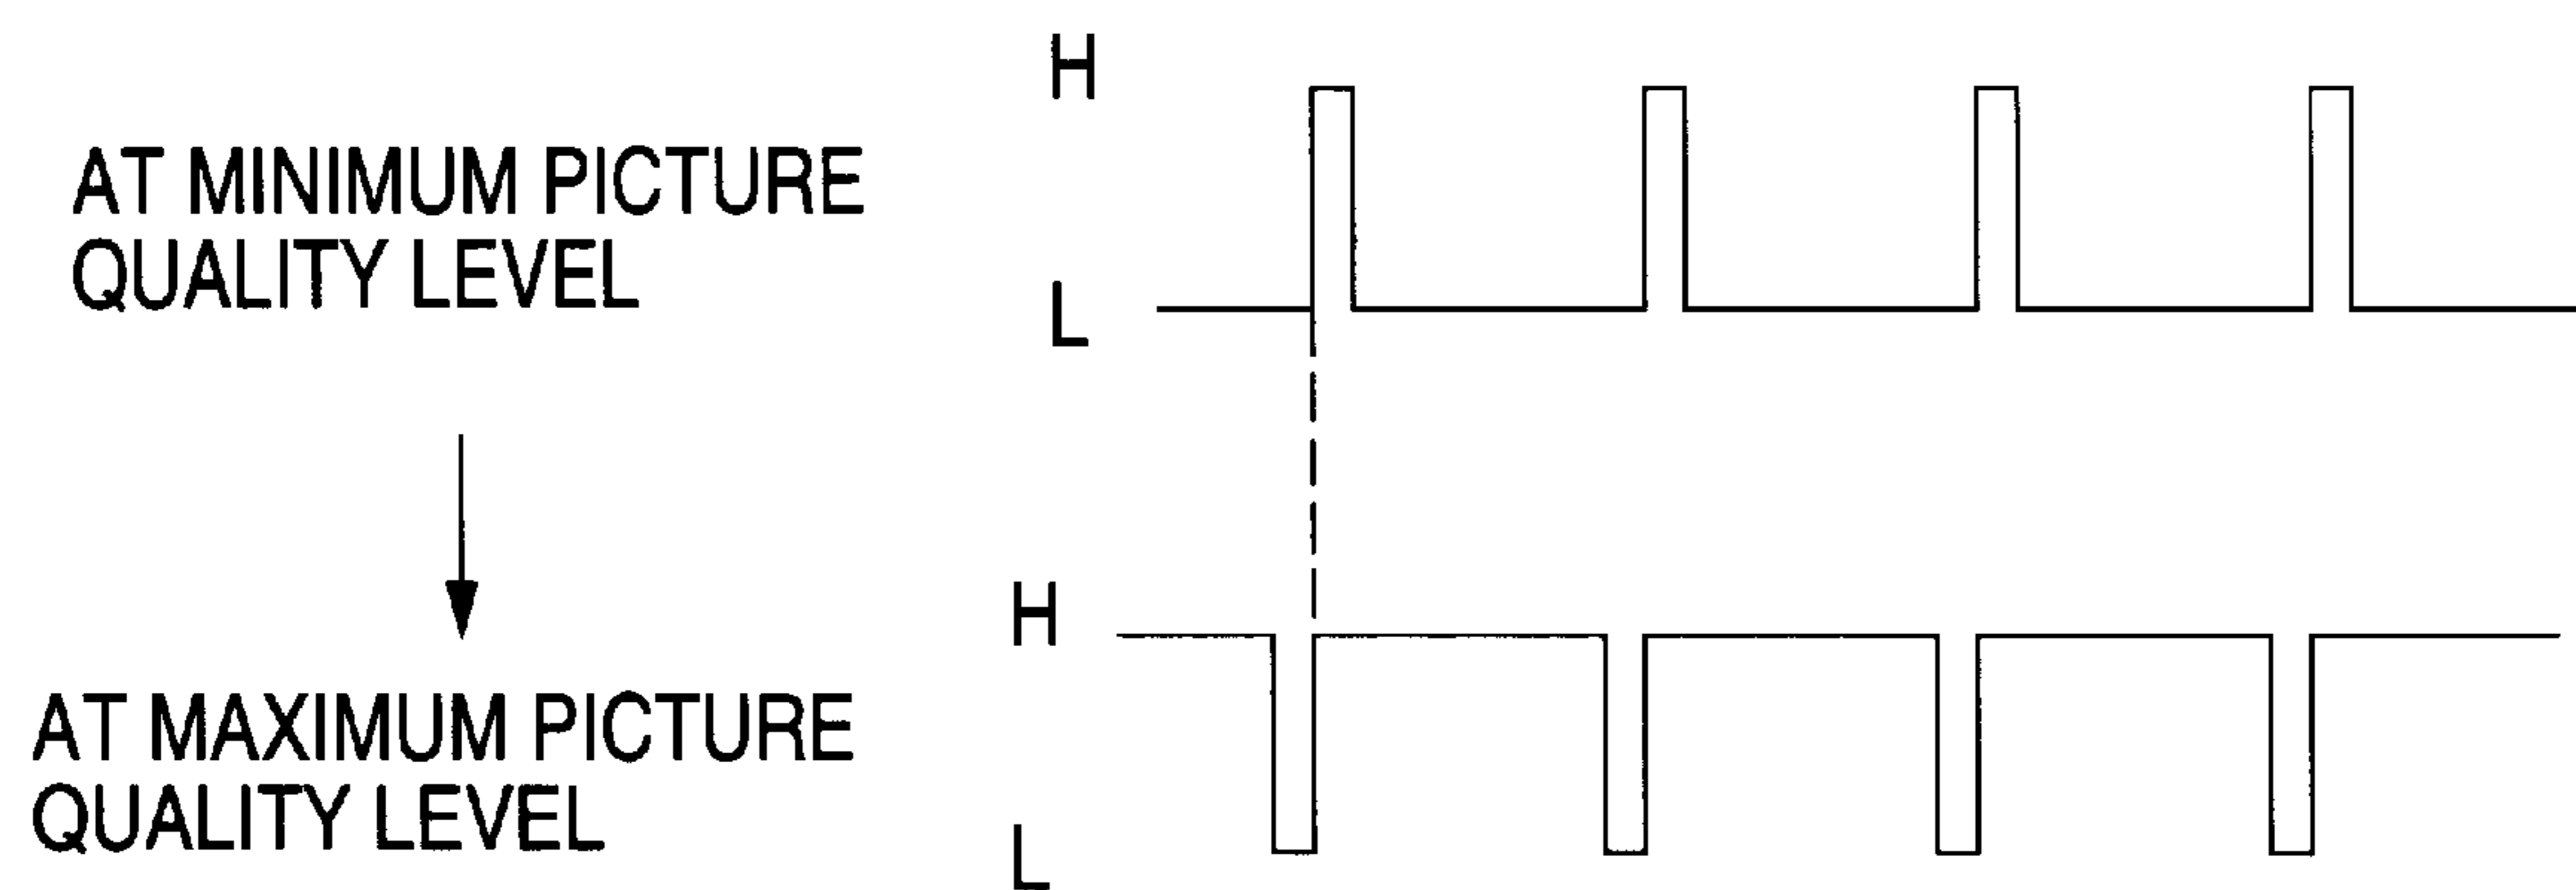 H
AT MINIMUM PICTURE
QUALITY LEVEL
L
H
AT MAXIMUM PICTURE
QUALITY LEVEL
L